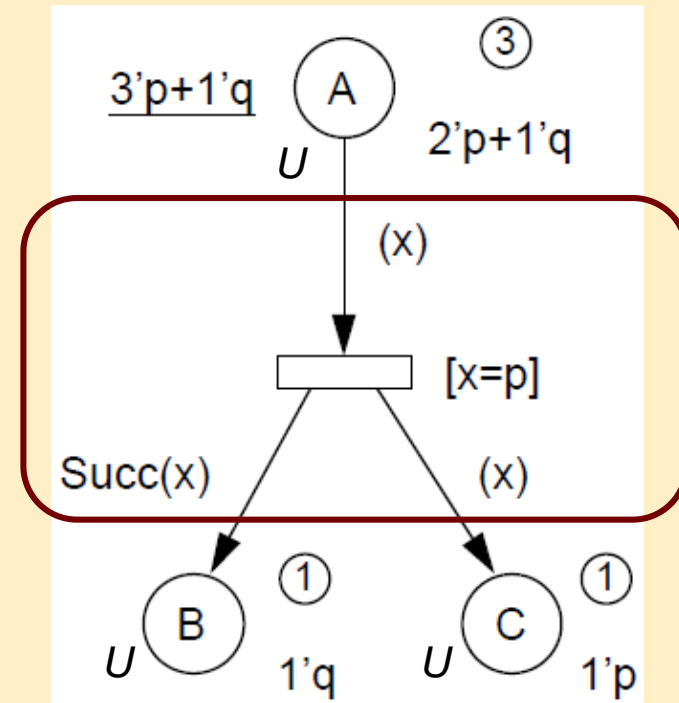 3
3'p+1'q
A
2'p+1'q
U
(x)
[x=p]
Succ(x)
(x)
1
1
B
C
U
1'q
U
1'p